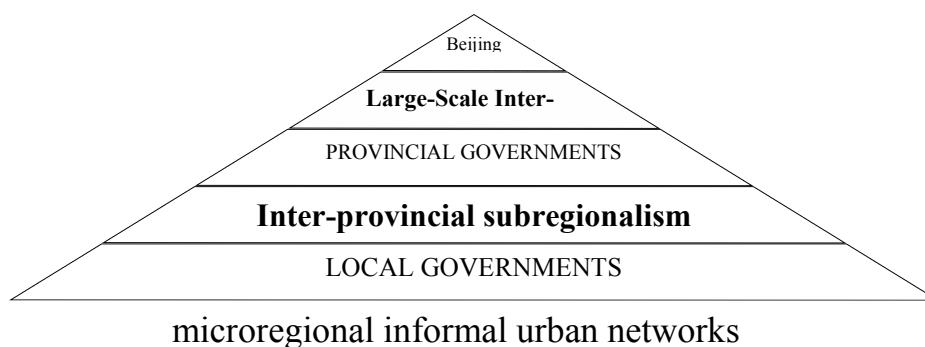 Beijing
Large-Scale Inter-
PROVINCIAL GOVERNMENTS
Inter-provincial subregionalism
LOCAL GOVERNMENTS
microregional informal urban networks